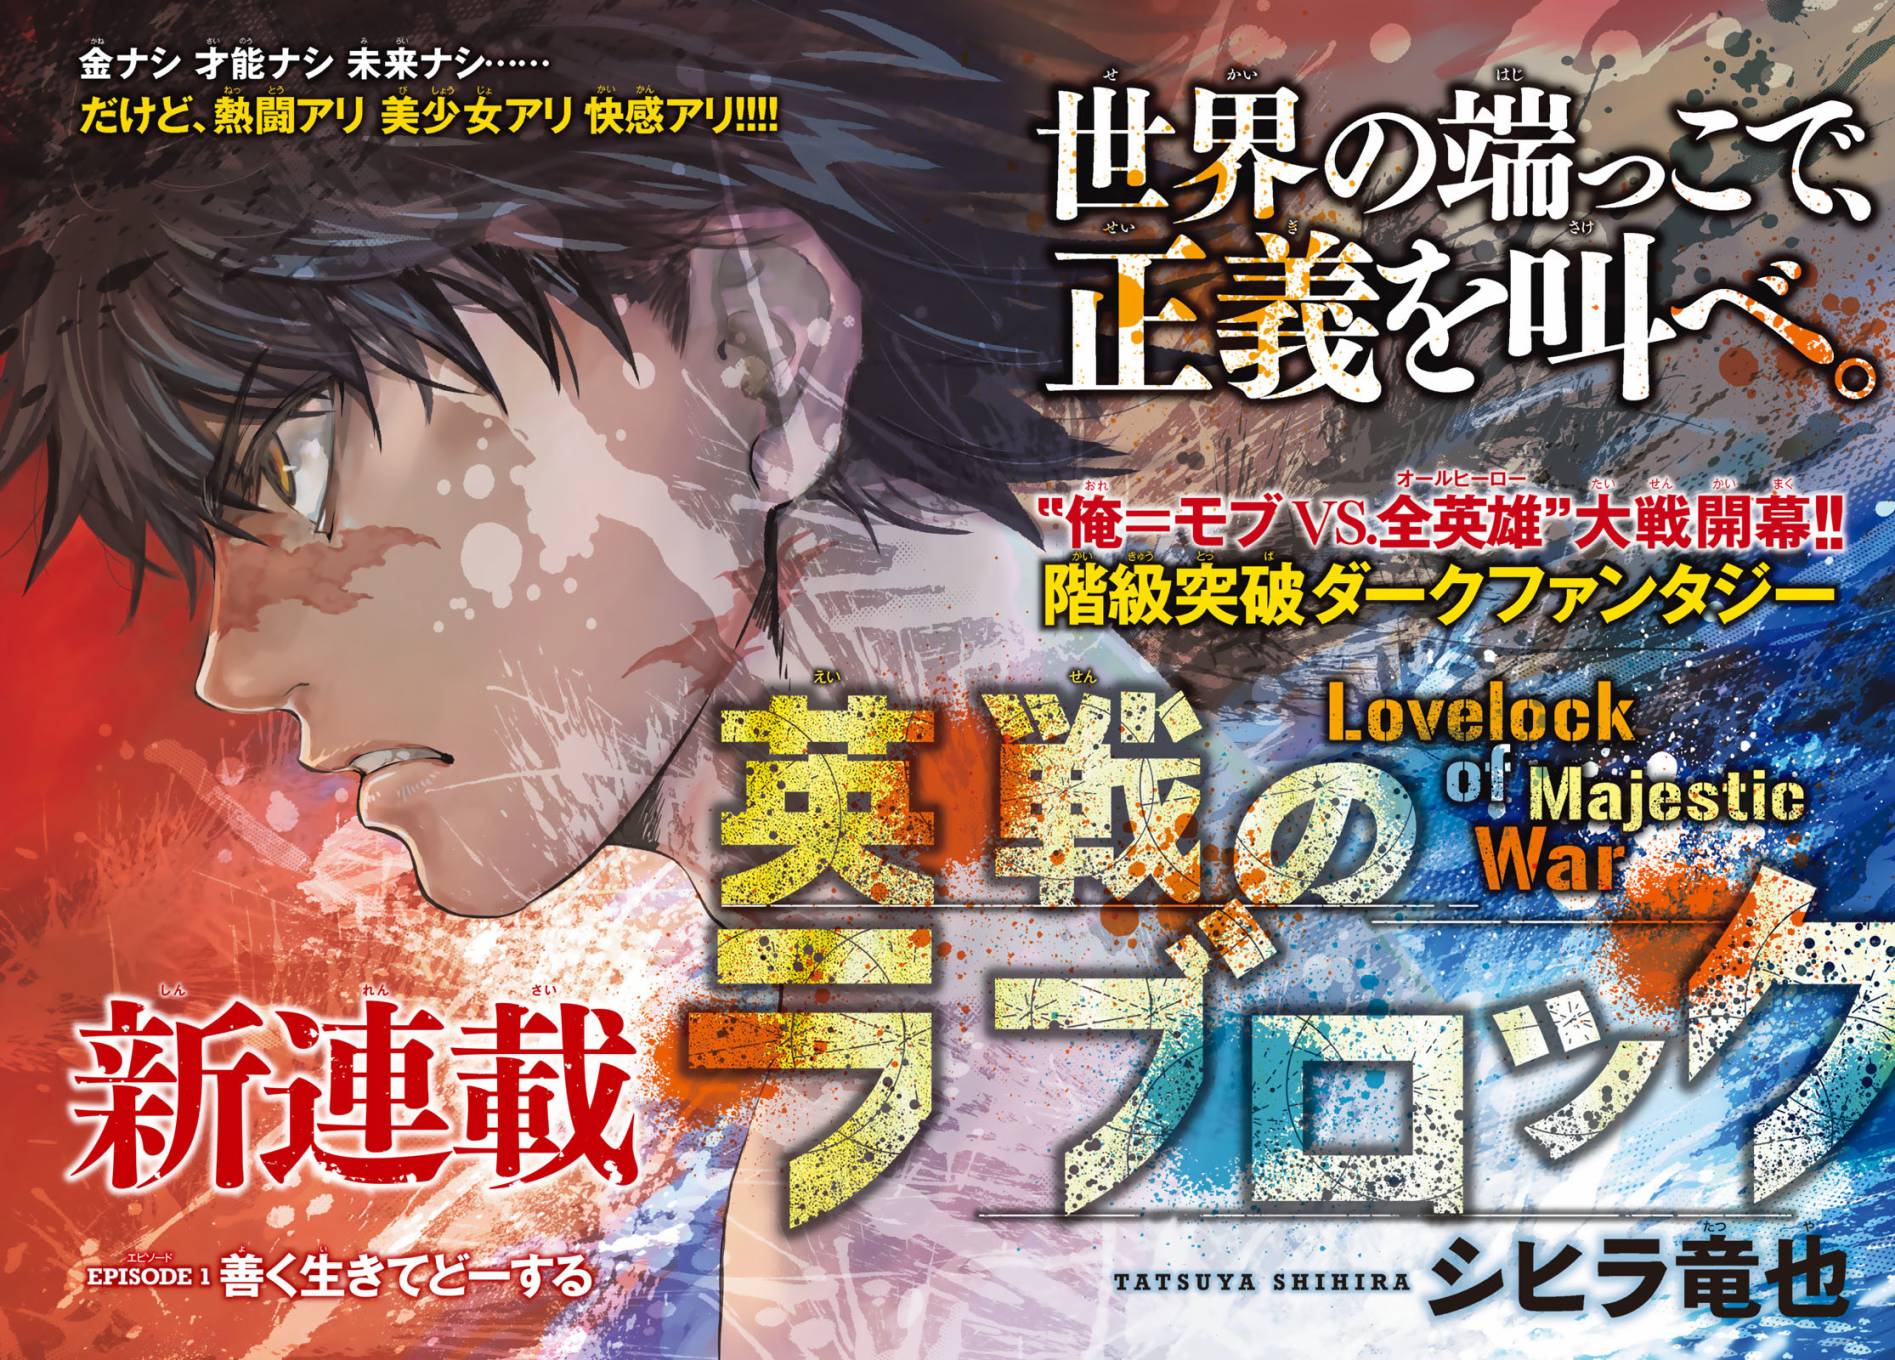 金ナシ 才能ナシ 未来ナシ……
だけど、熱闘アリ 美少女アリ 快感アリ!!!!
世界の端っこで、
正義を叫べ。
“俺＝モブVS.全英雄”大戦開幕!!
階級突破ダークファンタジー
英戦の
ラブロック
Lovelock
of Majestic
War
新連載
EPISODE 1 善く生きてどーする
TATSUYA SHIHIRA シヒラ竜也